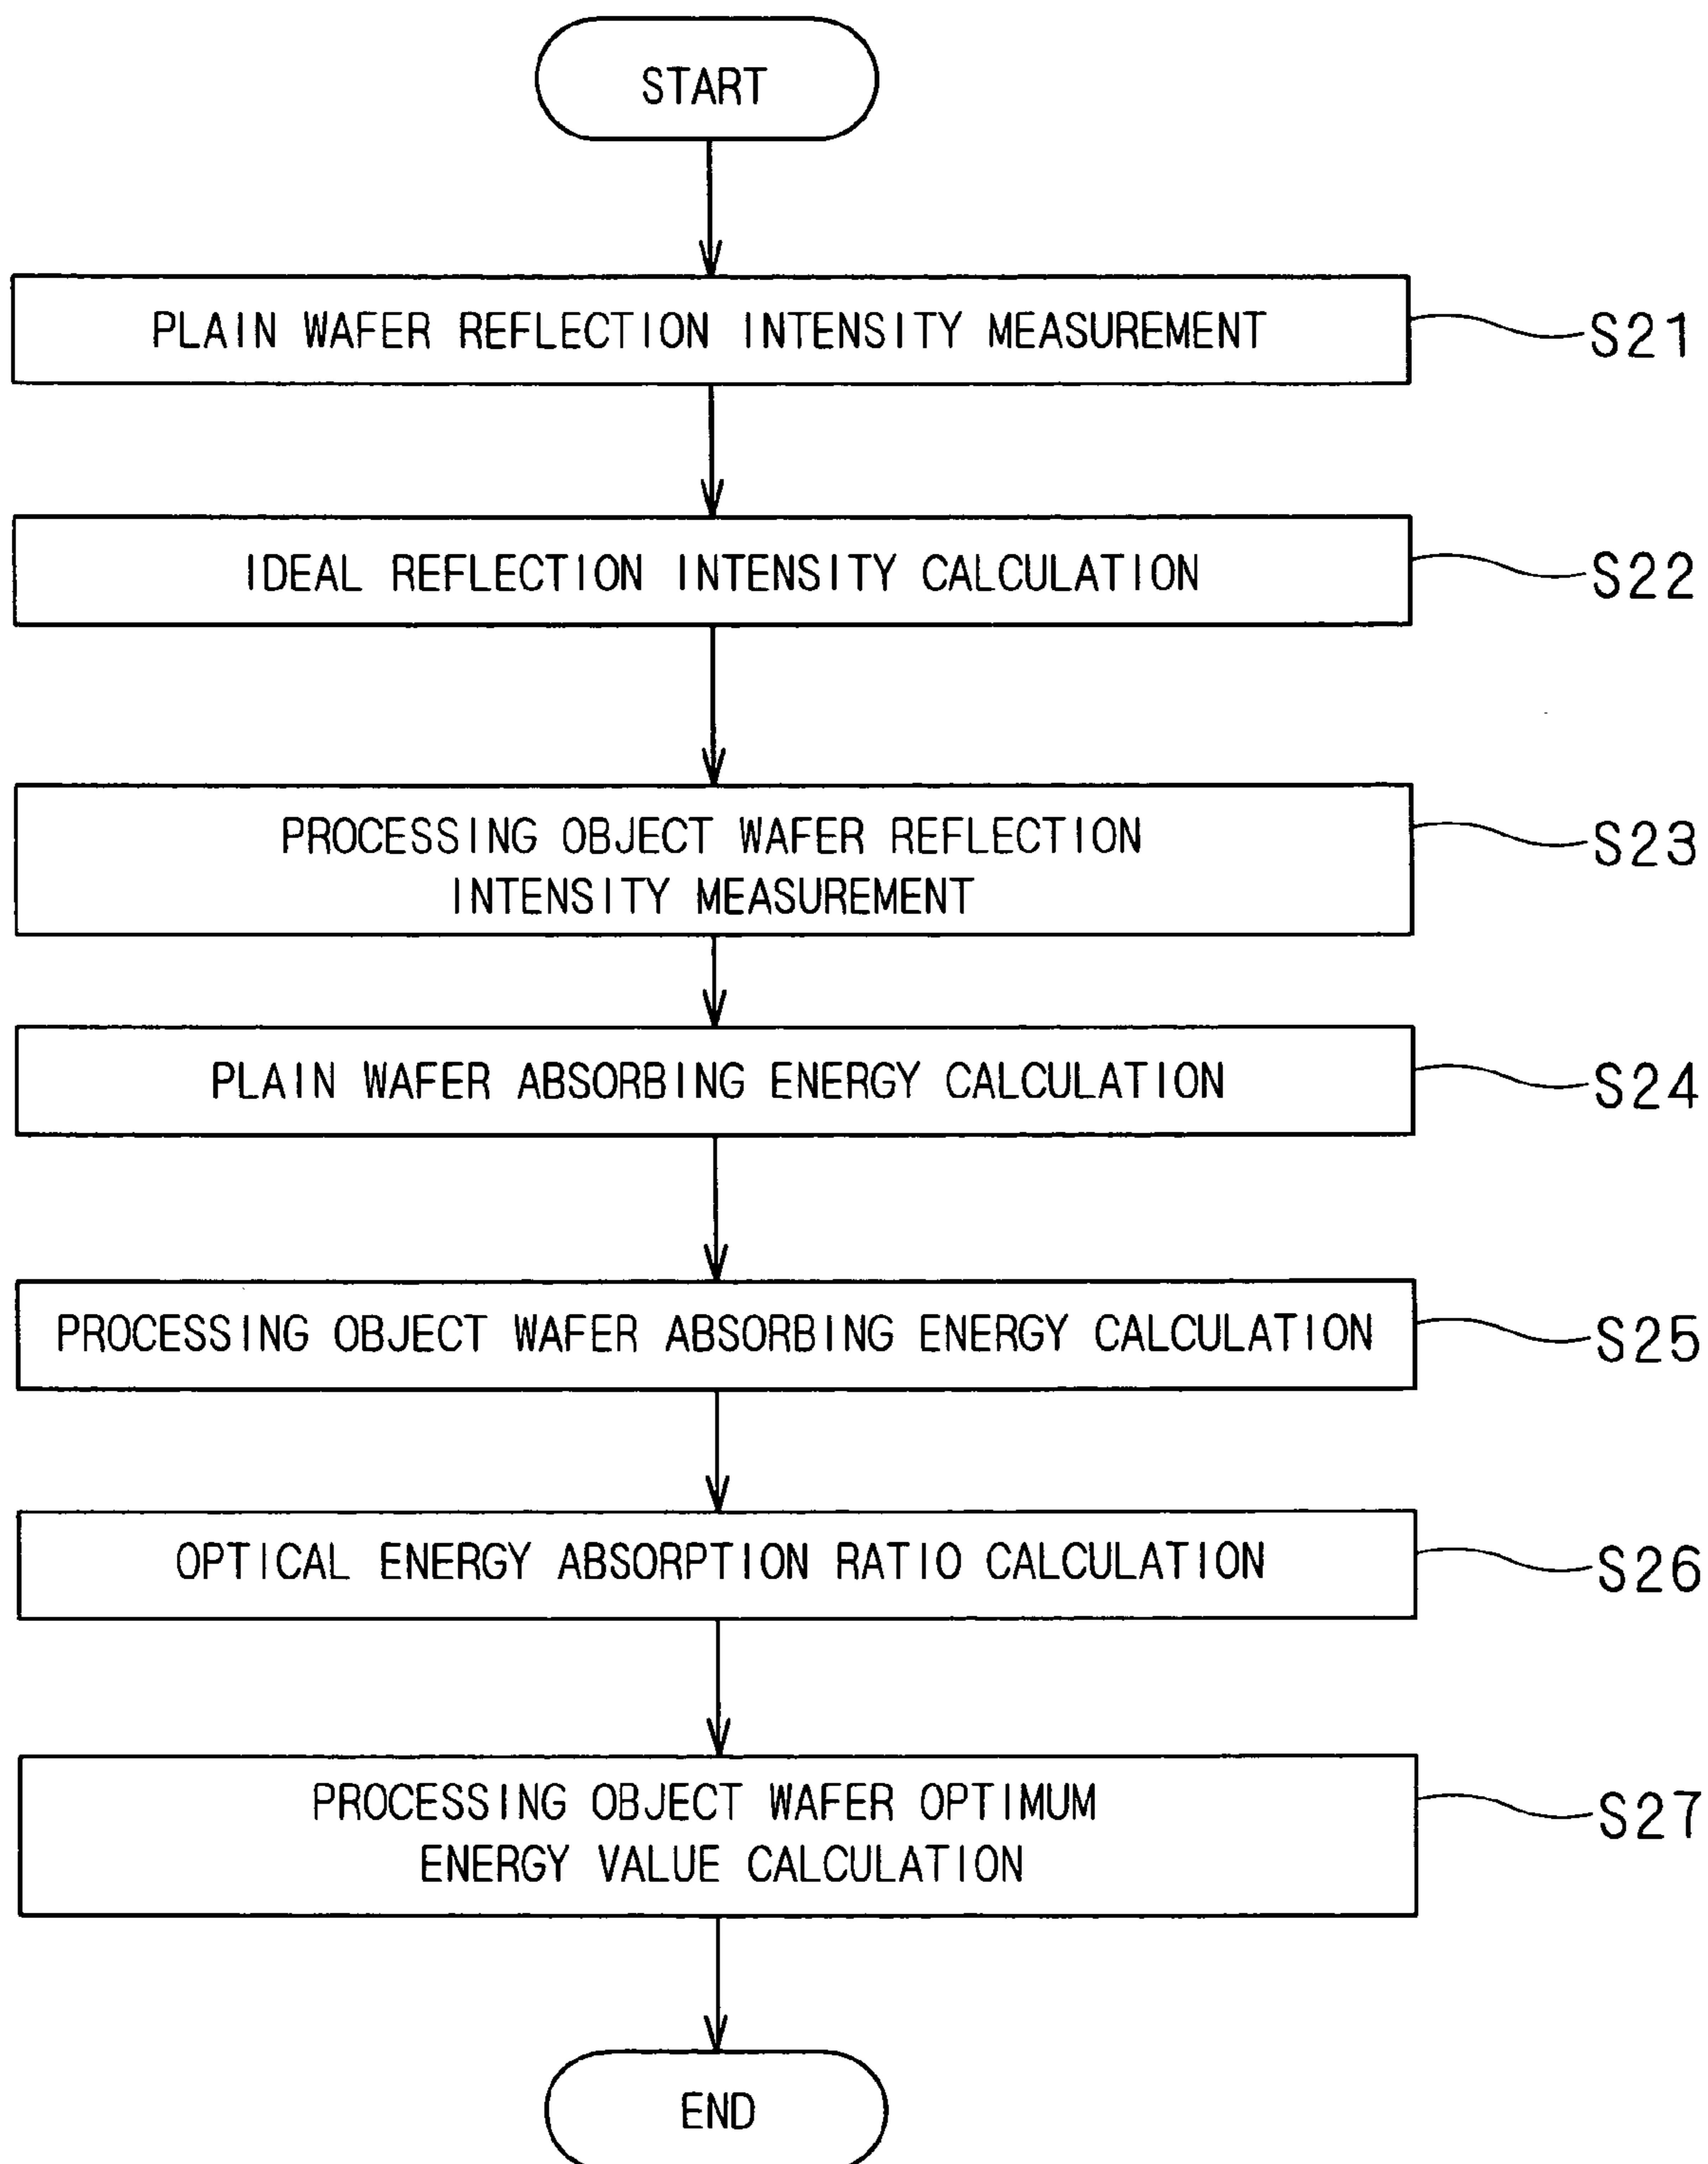 START
PLAIN WAFER REFLECTION INTENSITY MEASUREMENT
S21
IDEAL REFLECTION INTENSITY CALCULATION
S22
PROCESSING OBJECT WAFER REFLECTION
INTENSITY MEASUREMENT
S23
PLAIN WAFER ABSORBING ENERGY CALCULATION
S24
PROCESSING OBJECT WAFER ABSORBING ENERGY CALCULATION
S25
OPTICAL ENERGY ABSORPTION RATIO CALCULATION
S26
PROCESSING OBJECT WAFER OPTIMUM
ENERGY VALUE CALCULATION
S27
END